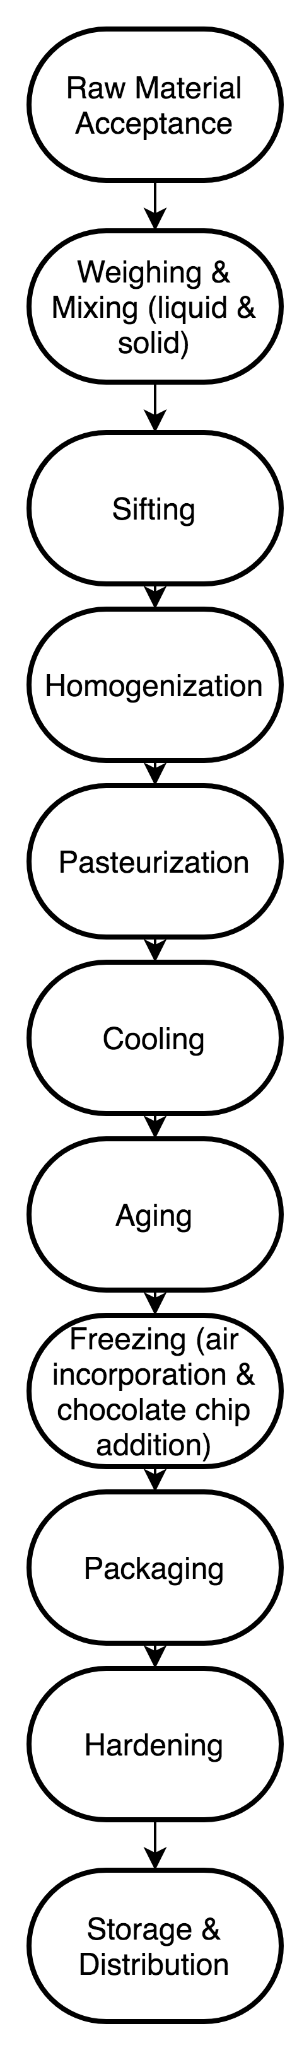 Raw Material
Acceptance
Weighing &
Mixing (liquid &
solid)
Sifting
Homogenization
Pasteurization
Cooling
Aging
Freezing (air
incorporation &
chocolate chip
addition)
Packaging
Hardening
Storage &
Distribution